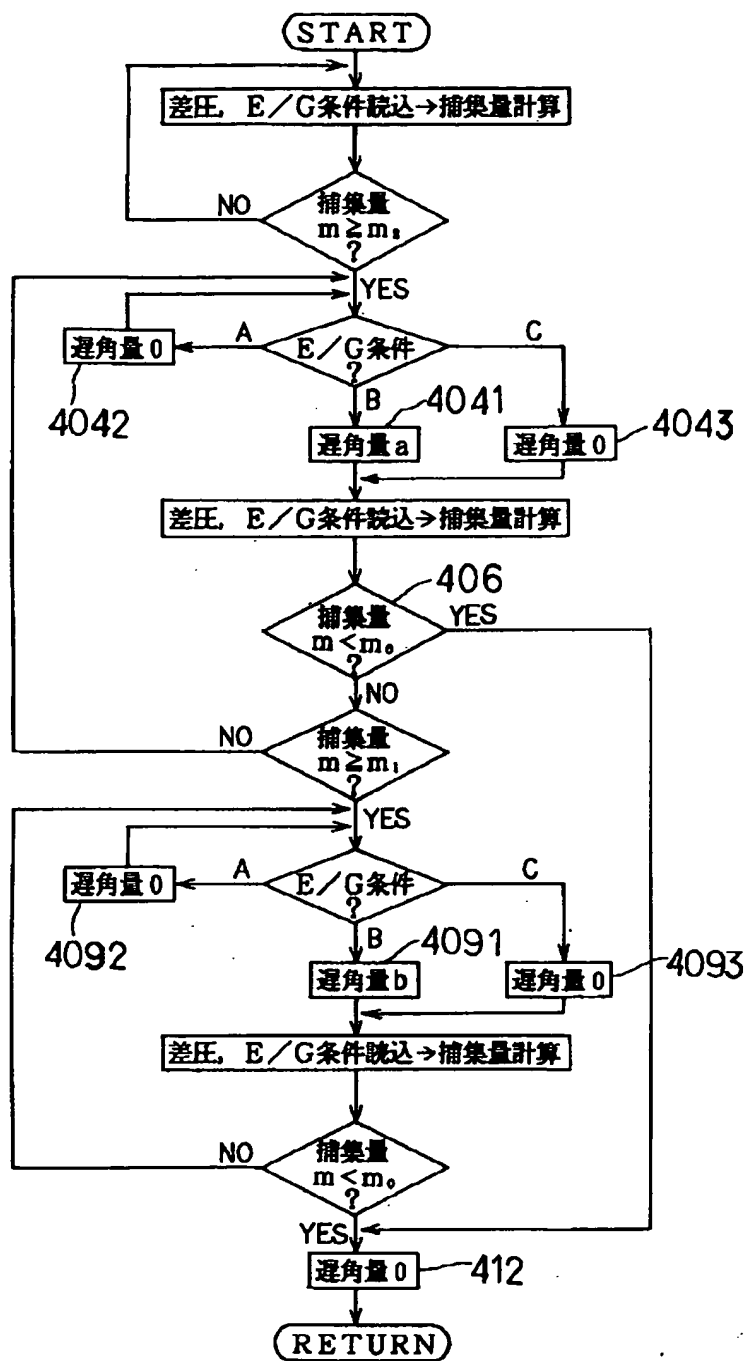 START
差圧, E/G条件読込→捕集量計算
NO
捕集量
m≧m₂
?
YES
A
C
遅角量0
E/G条件
?
B
4041
4042
4043
遅角量a
遅角量0
差圧, E/G条件読込→捕集量計算
406
捕集量
m<m₀
?
YES
NO
NO
捕集量
m≧m₁
?
YES
A
C
遅角量0
E/G条件
?
B
4091
4092
4093
遅角量b
遅角量0
差圧, E/G条件読込→捕集量計算
NO
捕集量
m<m₀
?
YES
遅角量0
412
RETURN